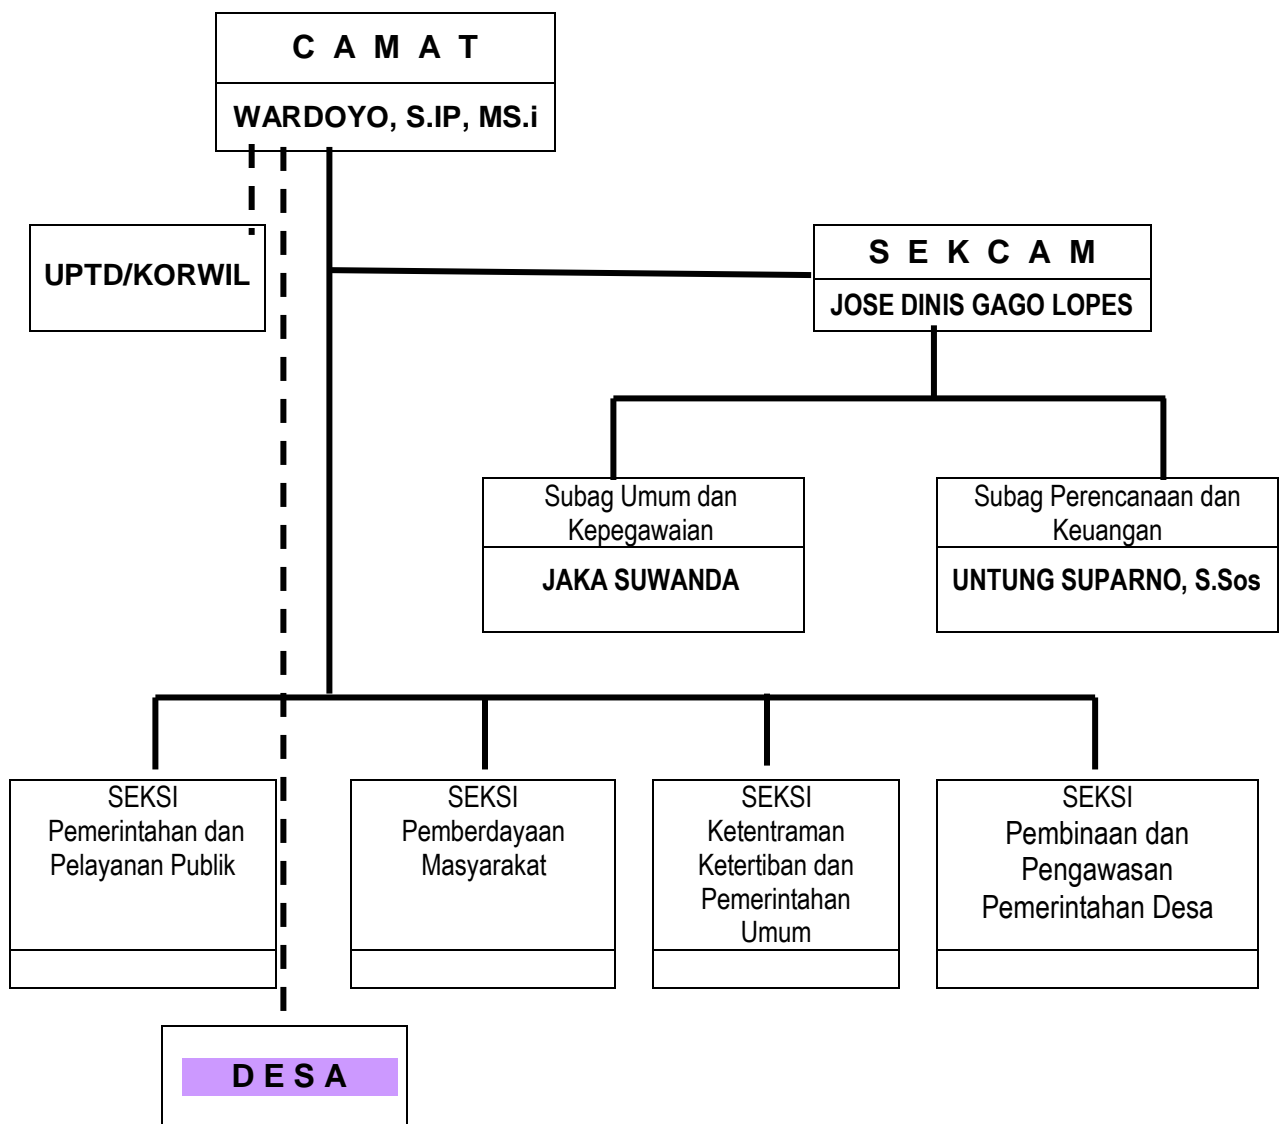 C A M A T
WARDOYO, S.IP, MS.i
UPTD/KORWIL
S E K C A M
JOSE DINIS GAGO LOPES
Subag Umum dan
Kepegawaian
JAKA SUWANDA
Subag Perencanaan dan
Keuangan
UNTUNG SUPARNO, S.Sos
SEKSI
Pemerintahan dan
Pelayanan Publik
SEKSI
Pemberdayaan
Masyarakat
SEKSI
Ketentraman
Ketertiban dan
Pemerintahan
Umum
SEKSI
Pembinaan dan
Pengawasan
Pemerintahan Desa
D E S A